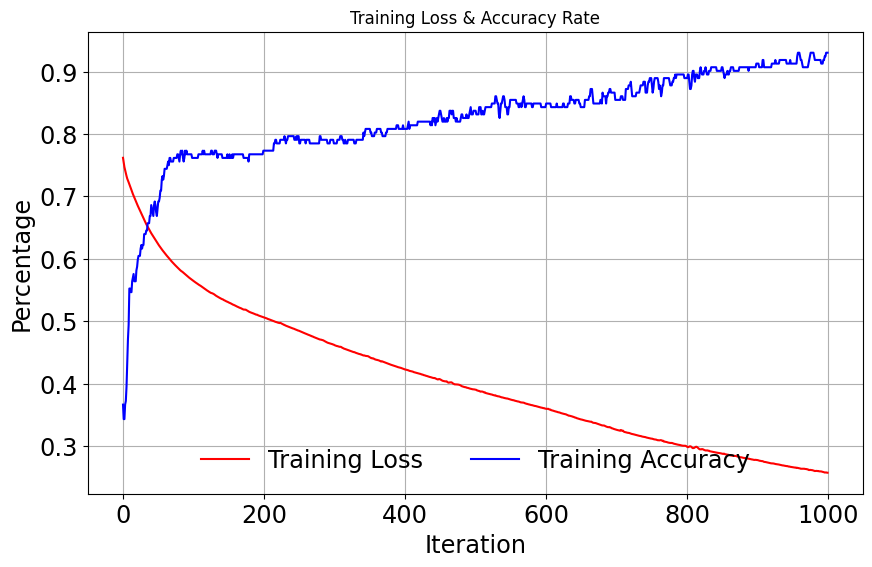 Training Loss & Accuracy Rate
Percentage
0.9
0.8
0.7
0.6
0.5
0.4
0.3
Training Loss Training Accuracy
0 200 400 600 800 1000
Iteration